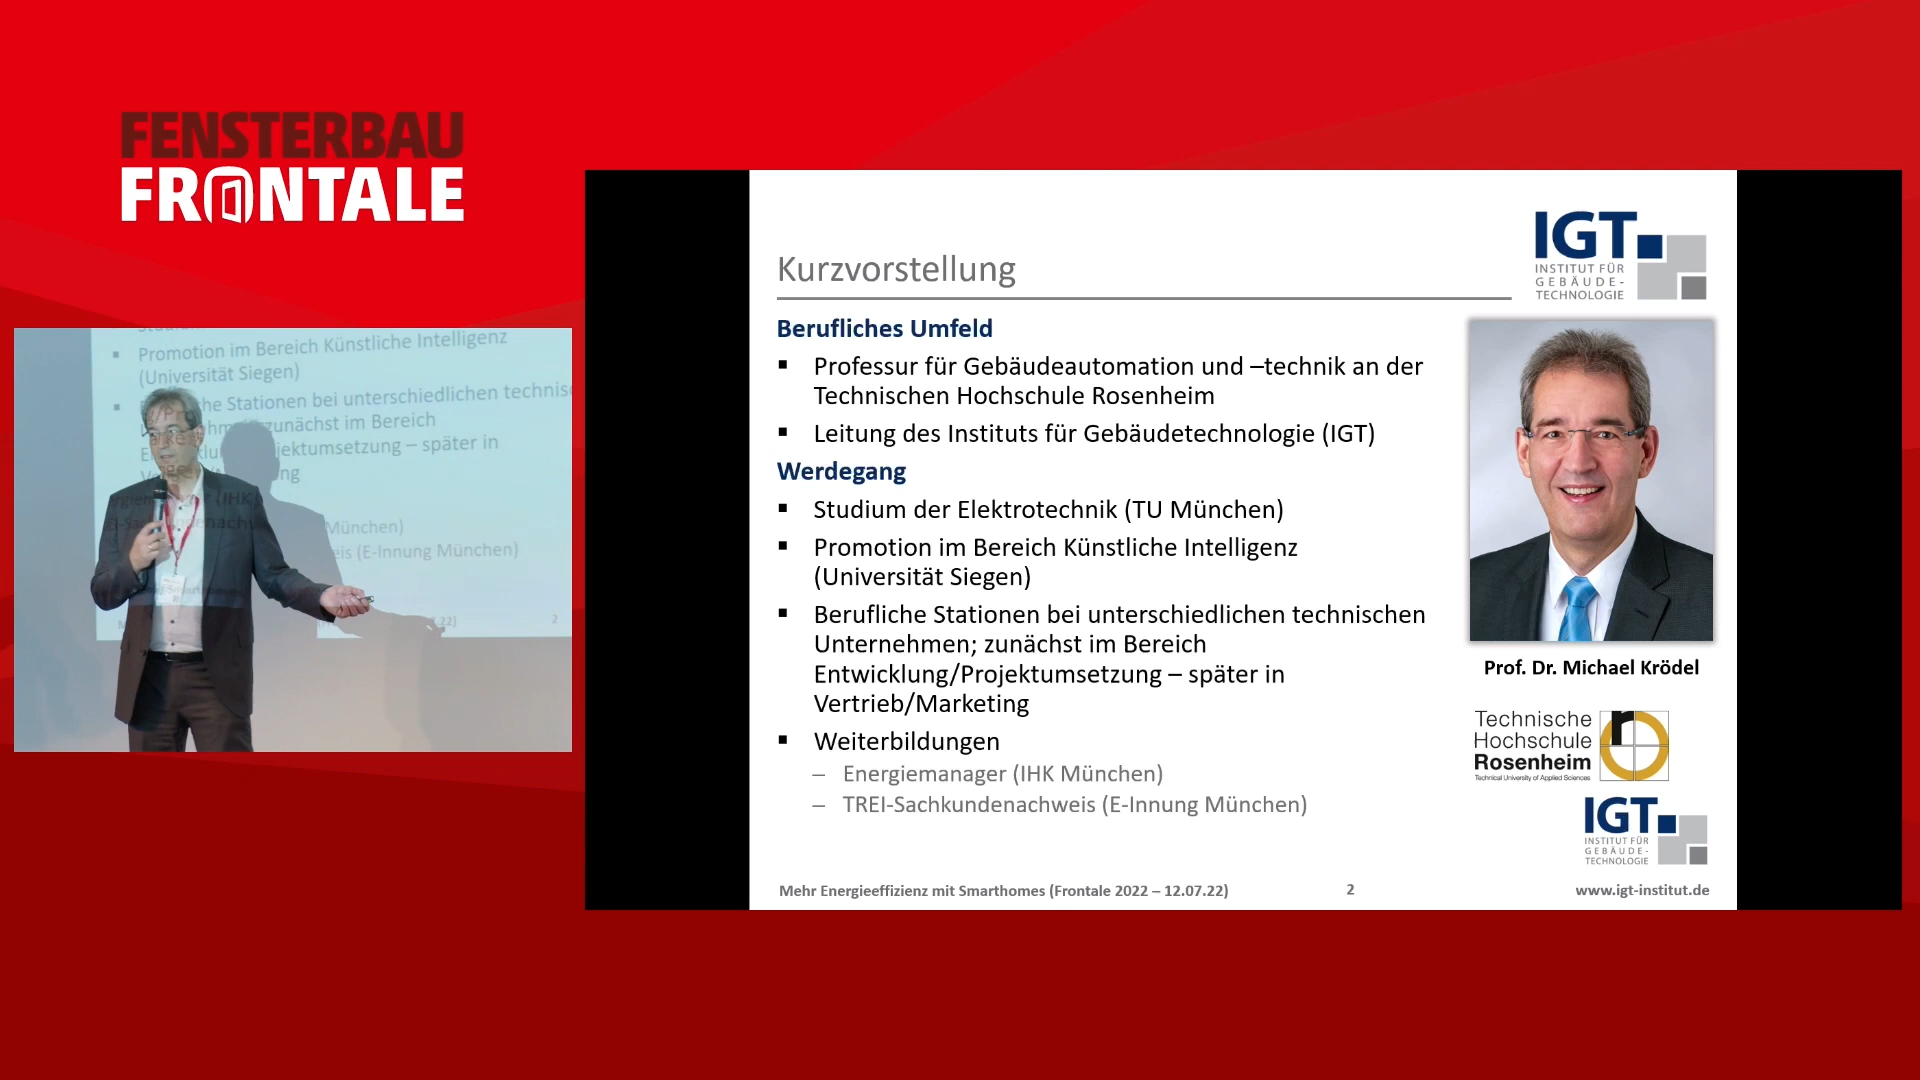 FENSTERBAU
FRONTALE
Promotion im Bereich Künstliche Intelligenz
(Universität Siegen)
che Stationen bei unterschiedlichen technis
zunächst im Bereich
jektumsetzung – später in
München)
eis (E-Innung München)
2
Kurzvorstellung
IGT
INSTITUT FÜR
GEBÄUDE-
TECHNOLOGIE
Berufliches Umfeld
▪ Professur für Gebäudeautomation und –technik an der
Technischen Hochschule Rosenheim
▪ Leitung des Instituts für Gebäudetechnologie (IGT)
Werdegang
▪ Studium der Elektrotechnik (TU München)
▪ Promotion im Bereich Künstliche Intelligenz
(Universität Siegen)
▪ Berufliche Stationen bei unterschiedlichen technischen
Unternehmen; zunächst im Bereich
Entwicklung/Projektumsetzung – später in
Vertrieb/Marketing
▪ Weiterbildungen
– Energiemanager (IHK München)
– TREI-Sachkundenachweis (E-Innung München)
Prof. Dr. Michael Krödel
Technische
Hochschule
Rosenheim
Technical University of Applied Sciences
IGT
INSTITUT FÜR
GEBÄUDE-
TECHNOLOGIE
Mehr Energieeffizienz mit Smarthomes (Frontale 2022 – 12.07.22)
2
www.igt-institut.de